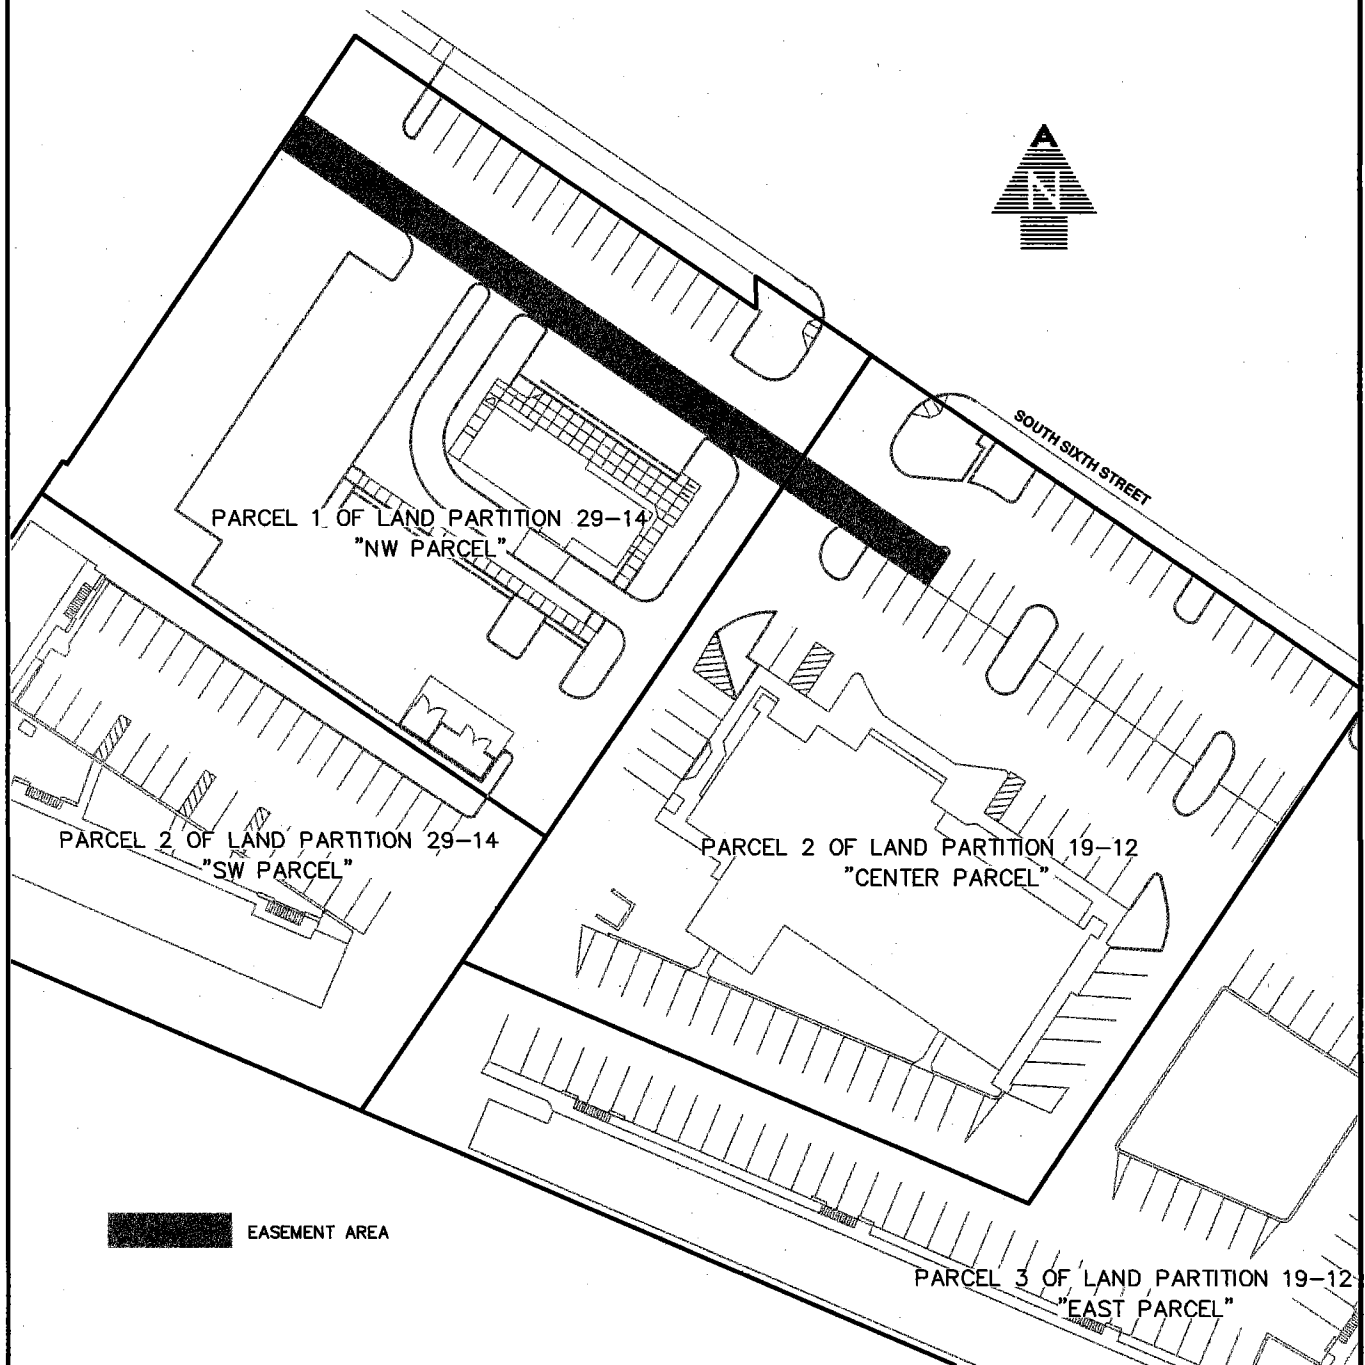 A
N
SOUTH SIXTH STREET
PARCEL 1 OF LAND PARTITION 29-14
"NW PARCEL"
PARCEL 2 OF LAND PARTITION 29-14
"SW PARCEL"
PARCEL 2 OF LAND PARTITION 19-12
"CENTER PARCEL"
EASEMENT AREA
PARCEL 3 OF LAND PARTITION 19-12
"EAST PARCEL"